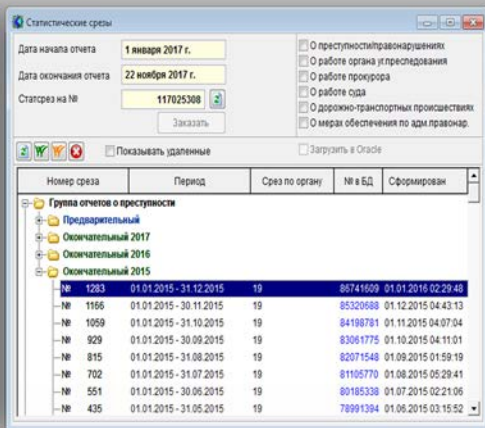 Статистические срезы
Дата начала отчета 1 января 2017 г.
Дата окончания отчета 22 ноября 2017 г.
Статсрез на № 117025308
Заказать
О преступности/правонарушениях
О работе органа уг.преследования
О работе прокурора
О работе суда
О дорожно-транспортных происшествиях
О мерах обеспечения по адм.правонар.
Показывать удаленные
Загрузить в Oracle
Номер среза Период Срез по органу № в БД Сформирован
Группа отчетов о преступности
Предварительный
Окончательный 2017
Окончательный 2016
Окончательный 2015
№ 1283 01.01.2015 - 31.12.2015 19 86741609 01.01.2016 02:29:48
№ 1166 01.01.2015 - 30.11.2015 19 85320688 01.12.2015 04:43:13
№ 1059 01.01.2015 - 31.10.2015 19 84198781 01.11.2015 04:07:04
№ 929 01.01.2015 - 30.09.2015 19 83061775 01.10.2015 04:11:01
№ 815 01.01.2015 - 31.08.2015 19 82071548 01.09.2015 01:59:19
№ 702 01.01.2015 - 31.07.2015 19 81105770 01.08.2015 05:29:41
№ 551 01.01.2015 - 30.06.2015 19 80185338 01.07.2015 02:21:06
№ 435 01.01.2015 - 31.05.2015 19 78991394 01.06.2015 03:15:52